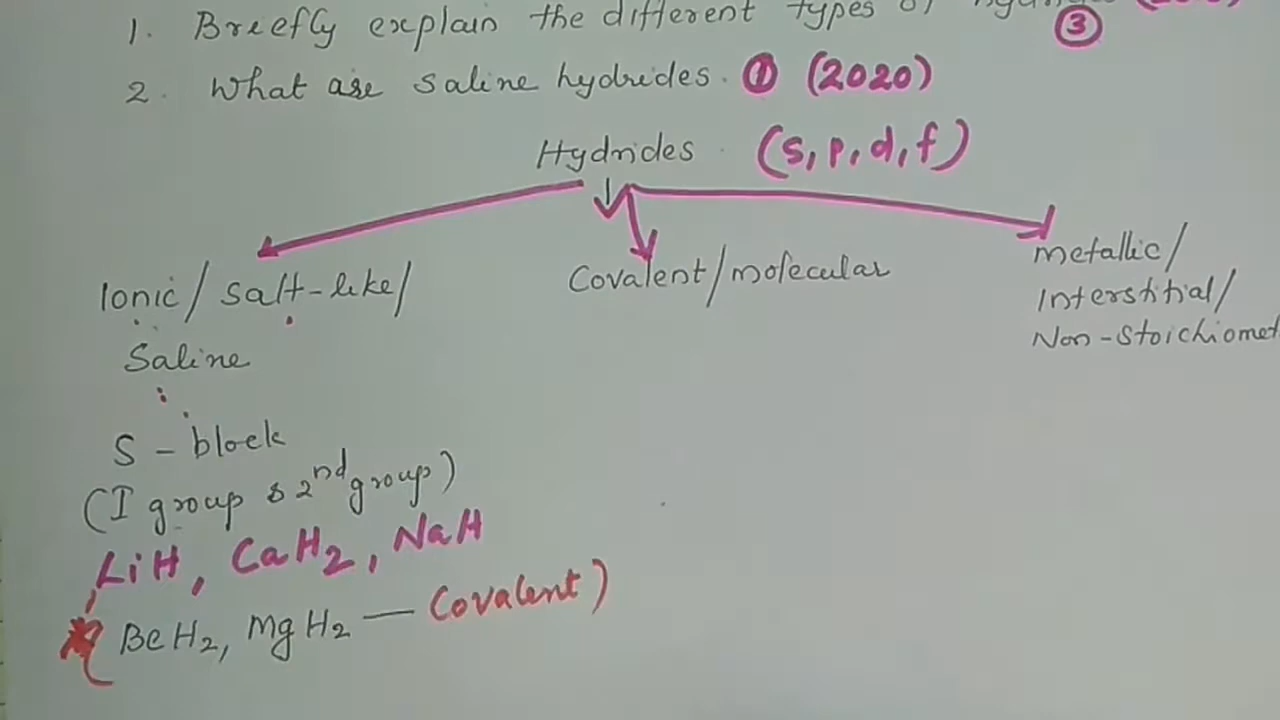 1. Breefly explain the different types of
③
2. What are saline hydrides. ① (2020)
Hydrides (s, p, d, f)
Ionic/ salt-like/
Saline
Covalent/molecular
Metallic/
Interstitial/
Non-Stoichiomet
S - block
(I group & 2nd group)
LiH, CaH2, NaH
BeH2, MgH2 — Covalent)